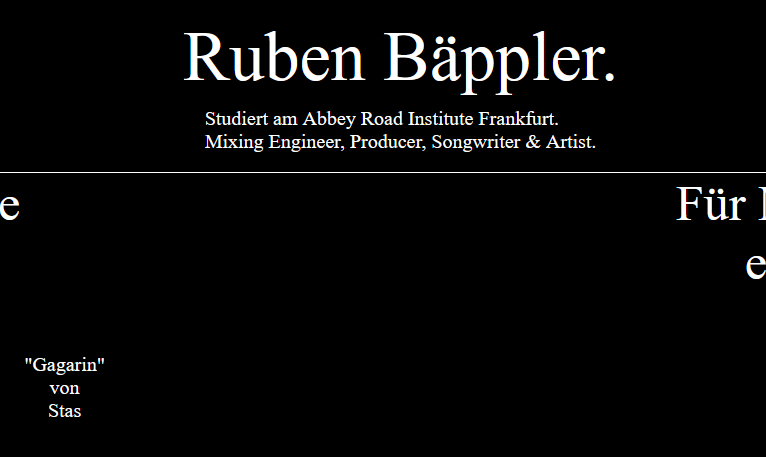 Ruben Bäppler.
Studiert am Abbey Road Institute Frankfurt.
Mixing Engineer, Producer, Songwriter & Artist.
e
Für
e
"Gagarin"
von
Stas